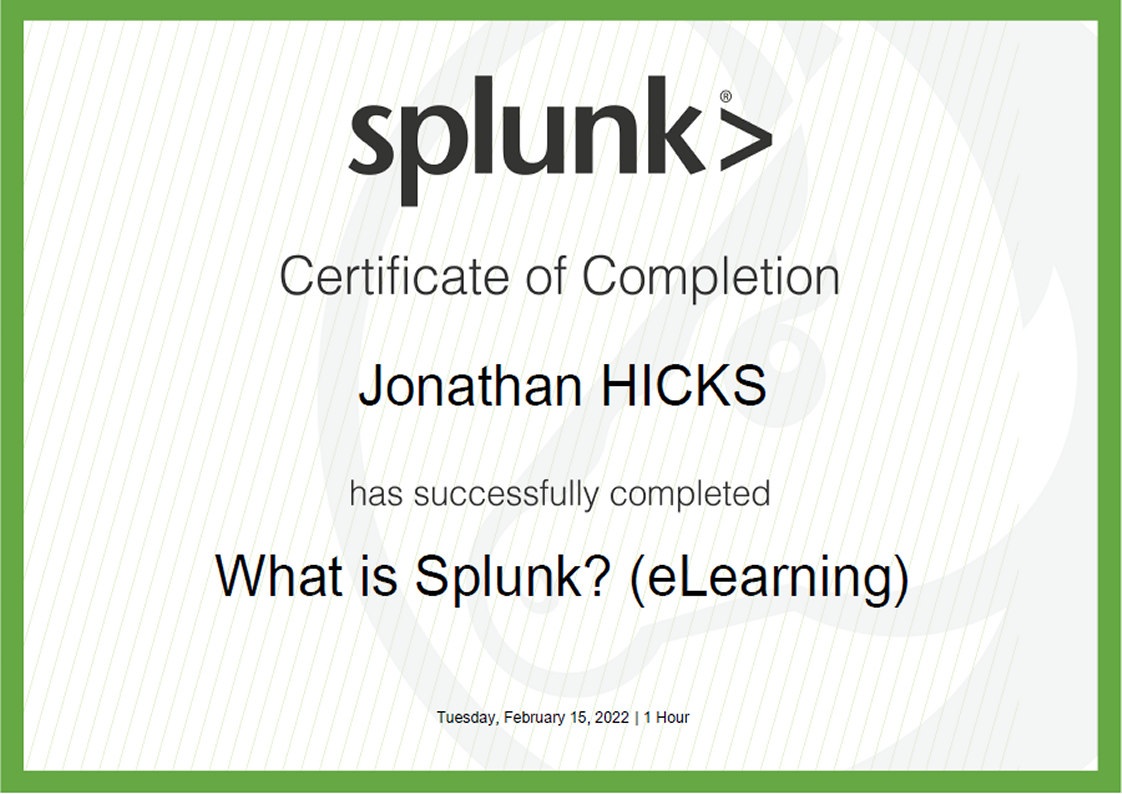 splunk>®
Certificate of Completion
Jonathan HICKS
has successfully completed
What is Splunk? (eLearning)
Tuesday, February 15, 2022 | 1 Hour